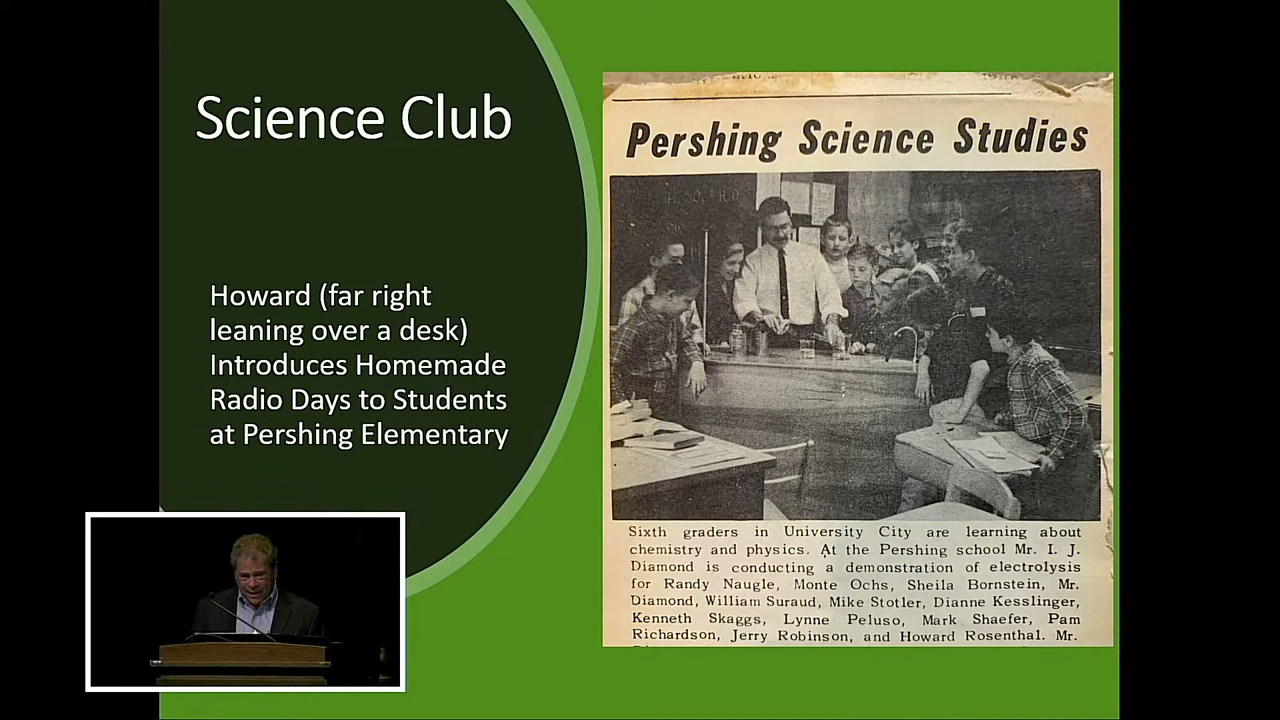 Science Club
Howard (far right
leaning over a desk)
Introduces Homemade
Radio Days to Students
at Pershing Elementary
Pershing Science Studies
Sixth graders in University City are learning about
chemistry and physics. At the Pershing school Mr. I. J.
Diamond is conducting a demonstration of electrolysis
for Randy Naugle, Monte Ochs, Sheila Bornstein, Mr.
Diamond, William Suraud, Mike Stotler, Dianne Kesslinger,
Kenneth Skaggs, Lynne Peluso, Mark Shaefer, Pam
Richardson, Jerry Robinson, and Howard Rosenthal. Mr.